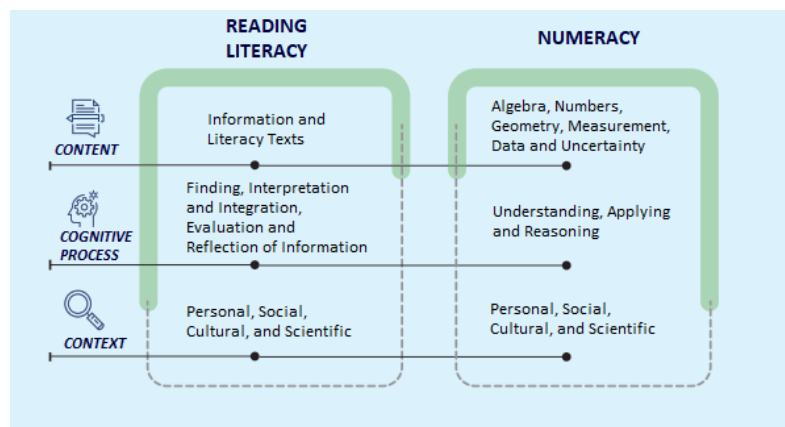 READING
LITERACY
NUMERACY
CONTENT
Information and
Literacy Texts
Algebra, Numbers,
Geometry, Measurement,
Data and Uncertainty
COGNITIVE
PROCESS
Finding, Interpretation
and Integration,
Evaluation and
Reflection of Information
Understanding, Applying
and Reasoning
CONTEXT
Personal, Social,
Cultural, and Scientific
Personal, Social,
Cultural, and Scientific